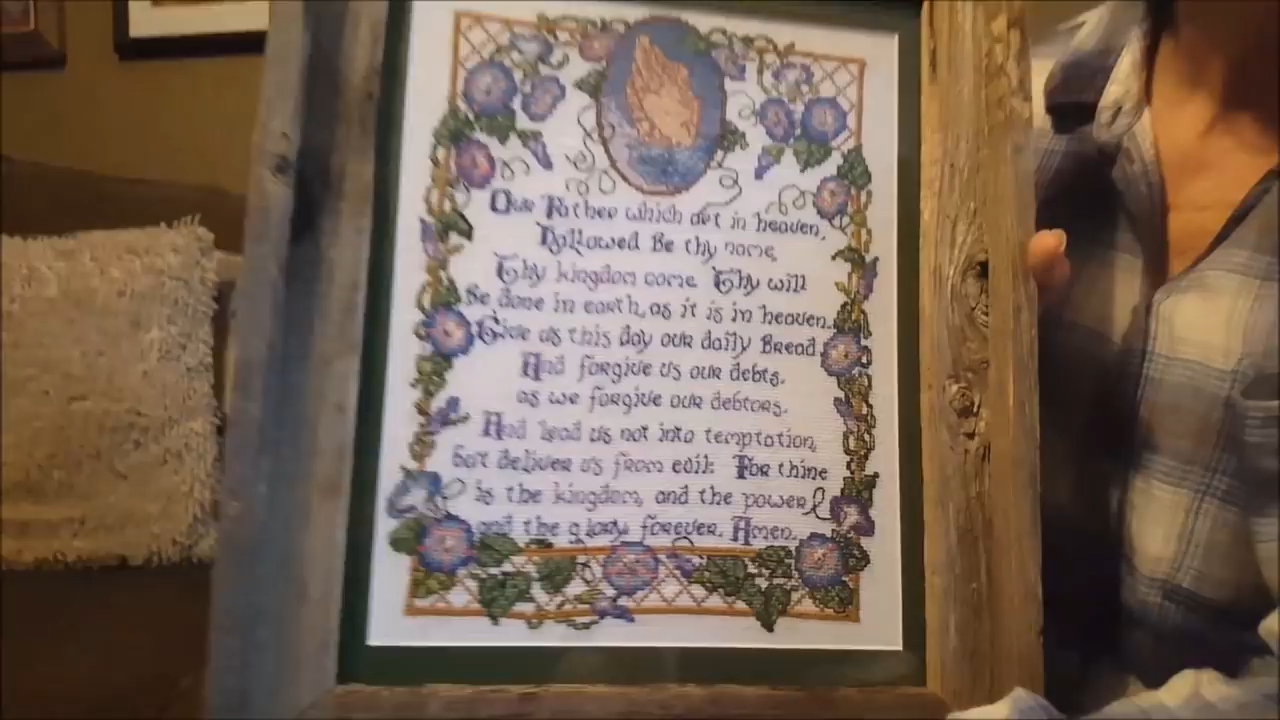 Our Father which art in heaven,
Hallowed Be thy name,
Thy kingdom come Thy will
Be done in earth, as it is in heaven.
Give us this day our daily Bread
And forgive us our debts,
as we forgive our debtors.
And lead us not into temptation,
but deliver us from evil: For thine
is the kingdom, and the power
and the glory forever. Amen.